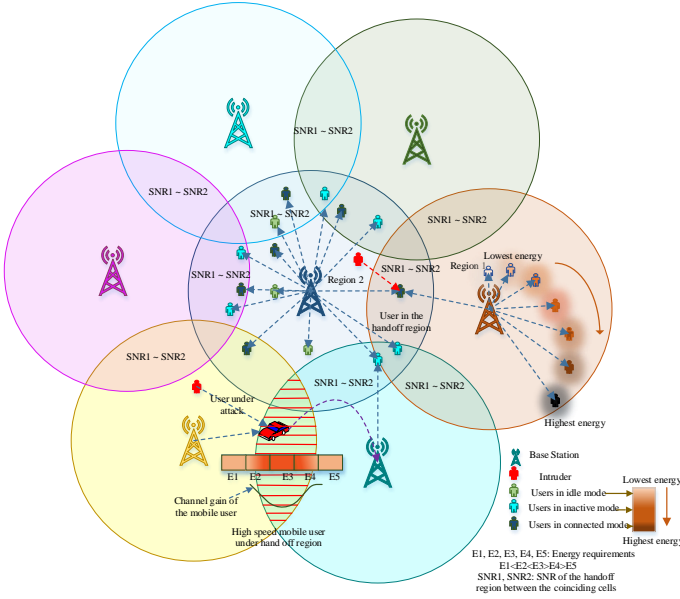 SNR1 ~ SNR2
SNR1 ~ SNR2
SNR1 ~ SNR2
SNR1 ~ SNR2
SNR1 ~ SNR2
SNR1 ~ SNR2
Region 1
Lowest energy
SNR1 ~ SNR2
Region 2
User in the
handoff region
SNR1 ~ SNR2
SNR1 ~ SNR2
SNR1 ~ SNR2
User under
attack
Highest energy
E1 E2 E3 E4 E5
Channel gain of
the mobile user
High speed mobile user
under hand off region
Base Station
Intruder
Users in idle mode
Users in inactive mode
Users in connected mode
Lowest energy
Highest energy
E1, E2, E3, E4, E5: Energy requirements
E1<E2<E3>E4>E5
SNR1, SNR2: SNR of the handoff
region between the coinciding cells